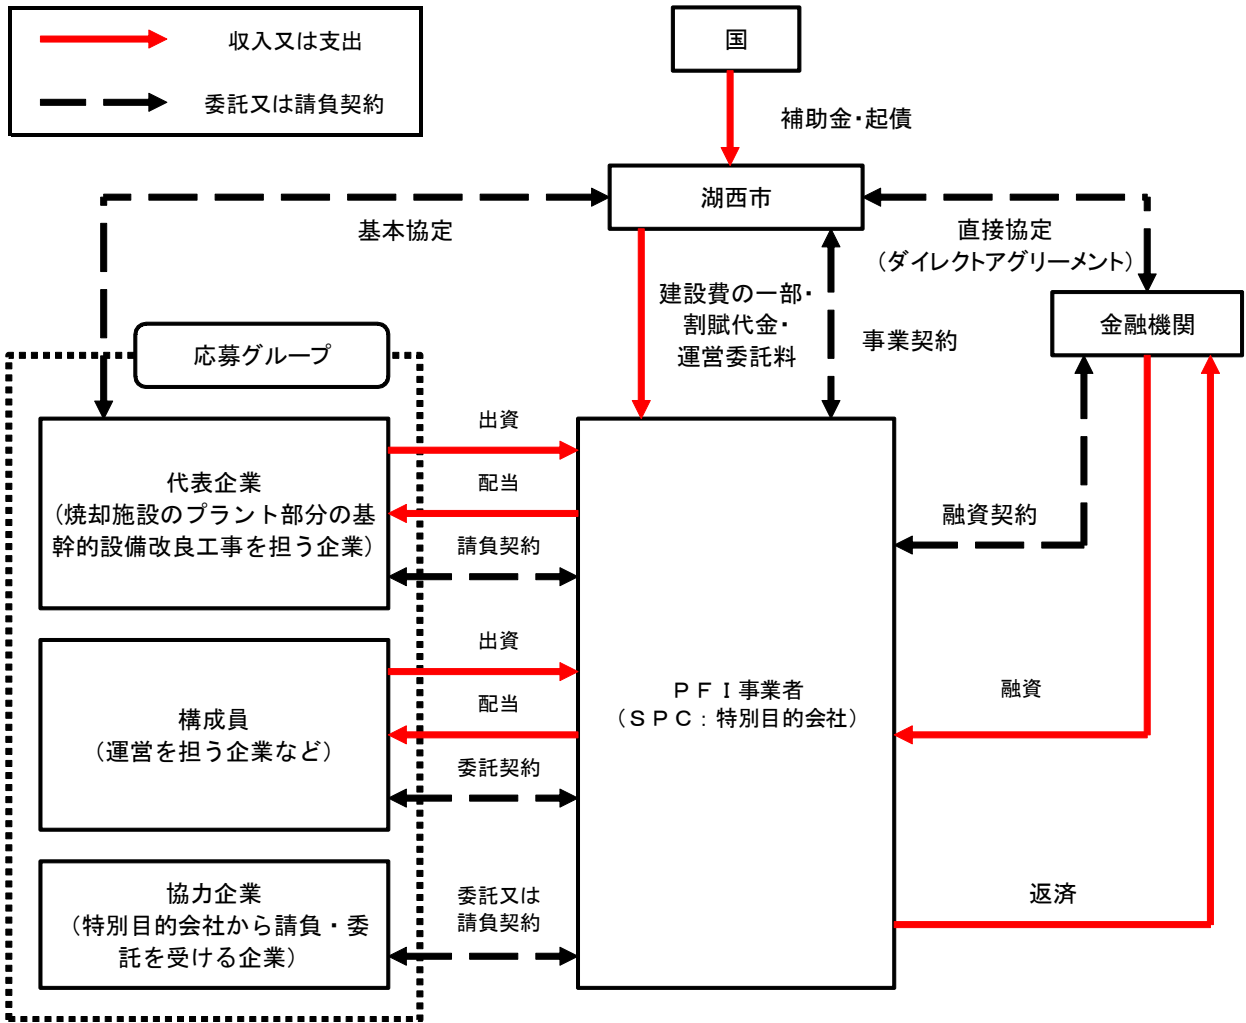 収入又は支出
委託又は請負契約
国
補助金・起債
湖西市
基本協定
直接協定
（ダイレクトアグリーメント）
建設費の一部・
割賦代金・
運営委託料
事業契約
金融機関
応募グループ
代表企業
（焼却施設のプラント部分の基
幹的設備改良工事を担う企業）
出資
配当
請負契約
融資契約
構成員
（運営を担う企業など）
出資
配当
委託契約
ＰＦＩ事業者
（ＳＰＣ：特別目的会社）
融資
協力企業
（特別目的会社から請負・委
託を受ける企業）
委託又は
請負契約
返済